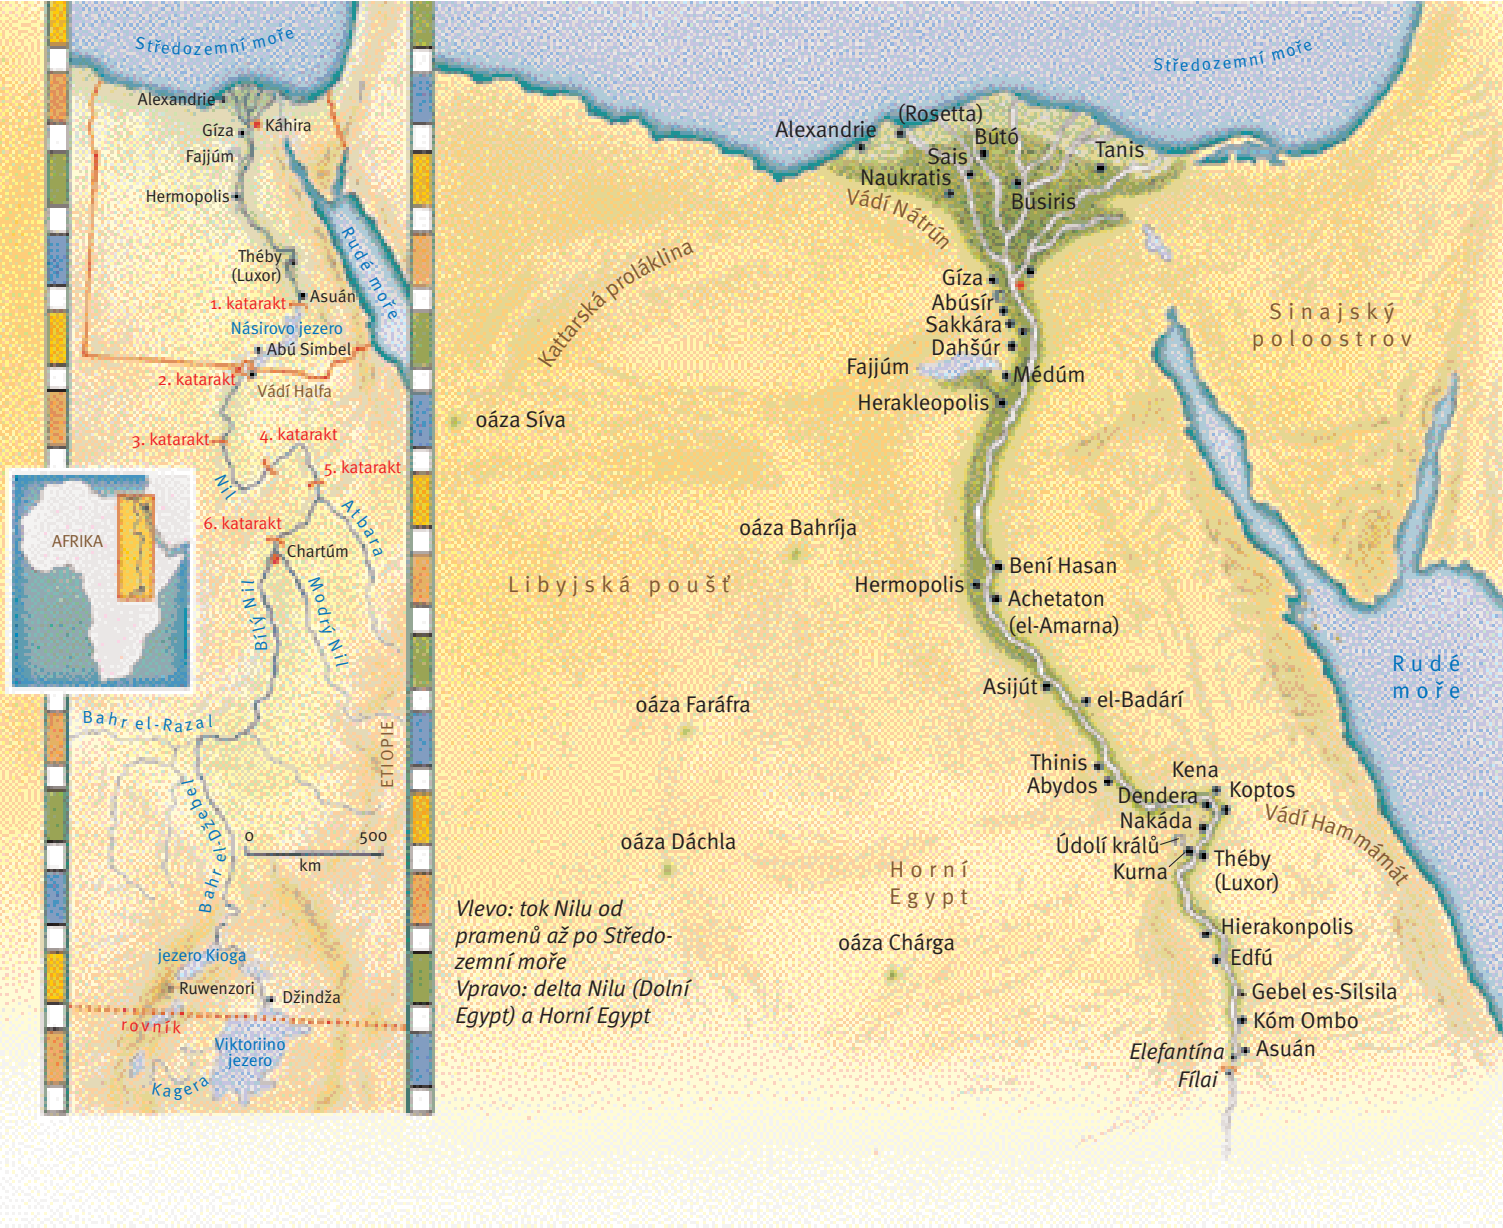 Středozemní moře
Alexandrie
Káhira
Gíza
Fajjúm
Hermopolis
Rudé moře
Théby
(Luxor)
Asuán
1. katarakt
Násirovo jezero
Abú Simbel
2. katarakt
Vádí Halfa
3. katarakt
4. katarakt
5. katarakt
Nil
Atbara
6. katarakt
Chartúm
AFRIKA
Bílý Nil
Modrý Nil
Bahr el-Razal
ETIOPIE
Bahr el-Džebel
0 500
km
jezero Kioga
Ruwenzori
Džindža
rovník
Viktoriino
jezero
Kagera
Středozemní moře
(Rosetta)
Alexandrie
Bútó
Sais
Tanis
Naukratis
Búsiris
Vádí Nátrún
Kattarská proláklina
Gíza
Abúsír
Sakkára
Dahšúr
Fajjúm
Médúm
Herakleopolis
Sinajský
poloostrov
oáza Síva
oáza Bahríja
Libyjská poušť
Bení Hasan
Hermopolis
Achetaton
(el-Amarna)
Rudé
moře
Asijút
el-Badárí
oáza Faráfra
Thinis
Abydos
Kena
Koptos
Dendera
Nakáda
Vádí Hammámát
Údolí králů
Kurna
Théby
(Luxor)
oáza Dáchla
Horní
Egypt
Hierakonpolis
oáza Chárga
Edfú
Gebel es-Silsila
Kóm Ombo
Asuán
Elefantína
Fílai
Vlevo: tok Nilu od
pramenů až po Středo-
zemní moře
Vpravo: delta Nilu (Dolní
Egypt) a Horní Egypt